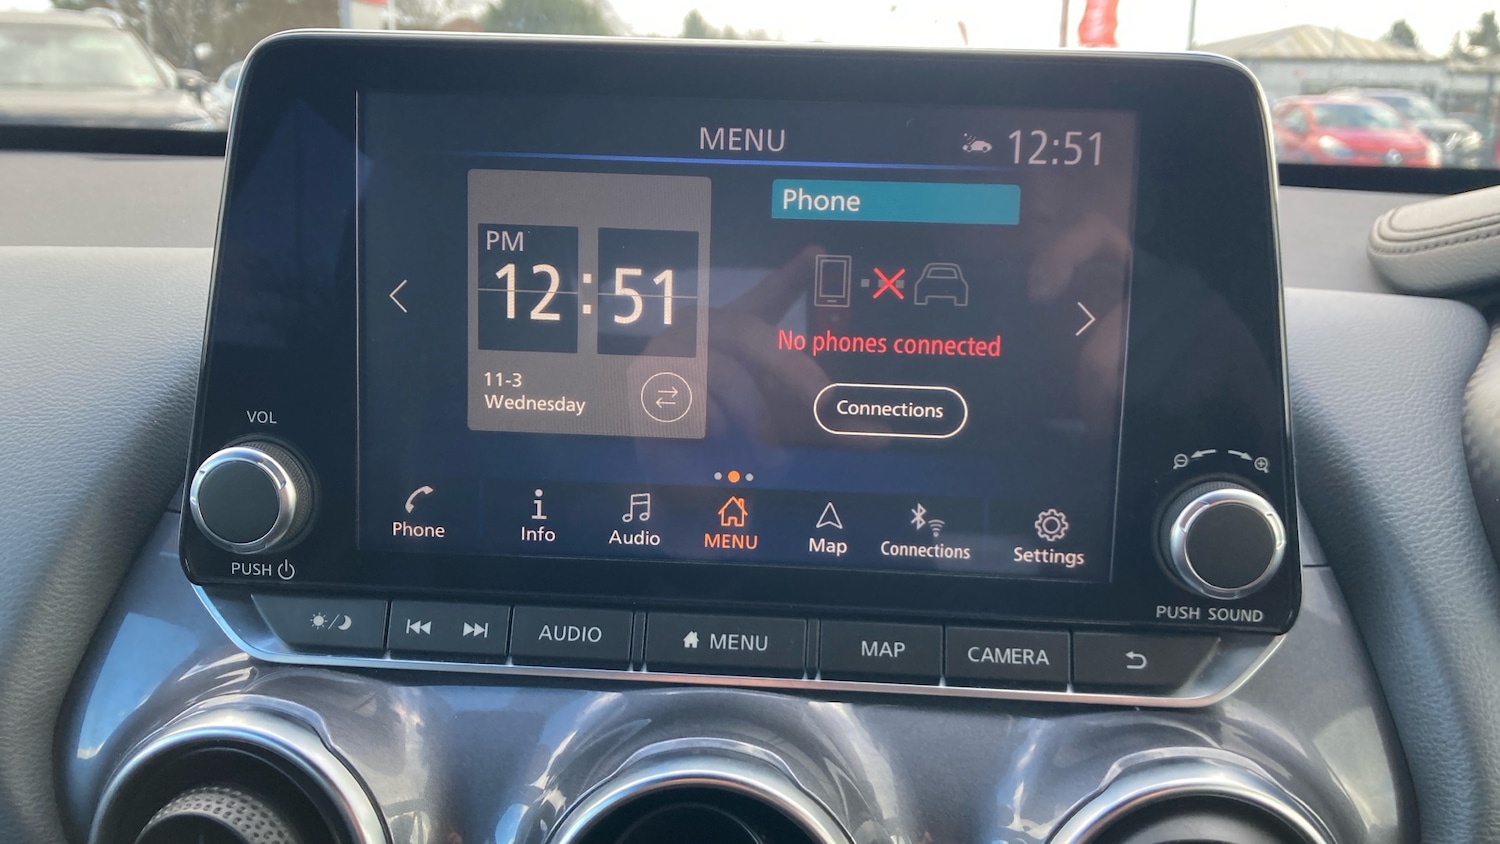 MENU
12:51
PM
12:51
11-3
Wednesday
Phone
No phones connected
Connections
Phone
Info
Audio
MENU
Map
Connections
Settings
VOL
PUSH
PUSH SOUND
AUDIO
MENU
MAP
CAMERA